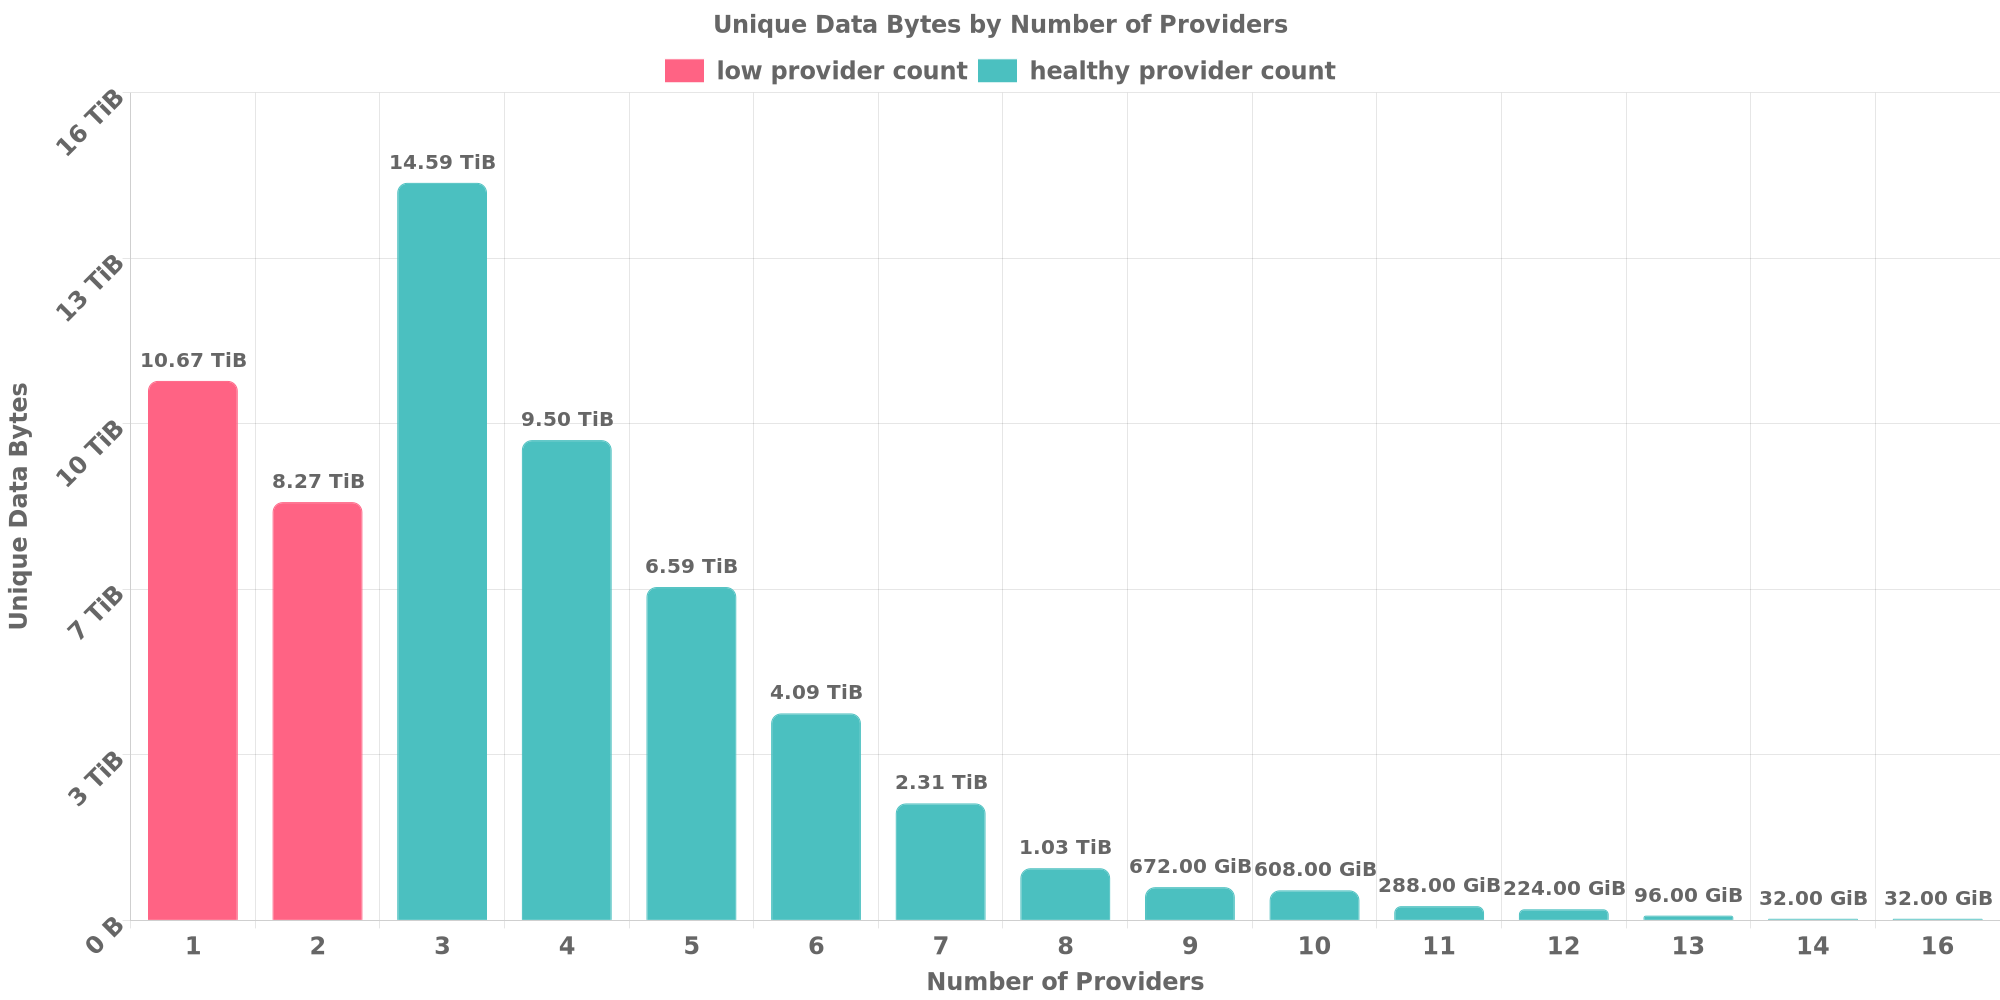 Unique Data Bytes by Number of Providers
low provider count healthy provider count
16 TiB
13 TiB
10 TiB
7 TiB
3 TiB
0 B
Unique Data Bytes
10.67 TiB
8.27 TiB
14.59 TiB
9.50 TiB
6.59 TiB
4.09 TiB
2.31 TiB
1.03 TiB
672.00 GiB
608.00 GiB
288.00 GiB
224.00 GiB
96.00 GiB
32.00 GiB
32.00 GiB
1 2 3 4 5 6 7 8 9 10 11 12 13 14 16
Number of Providers